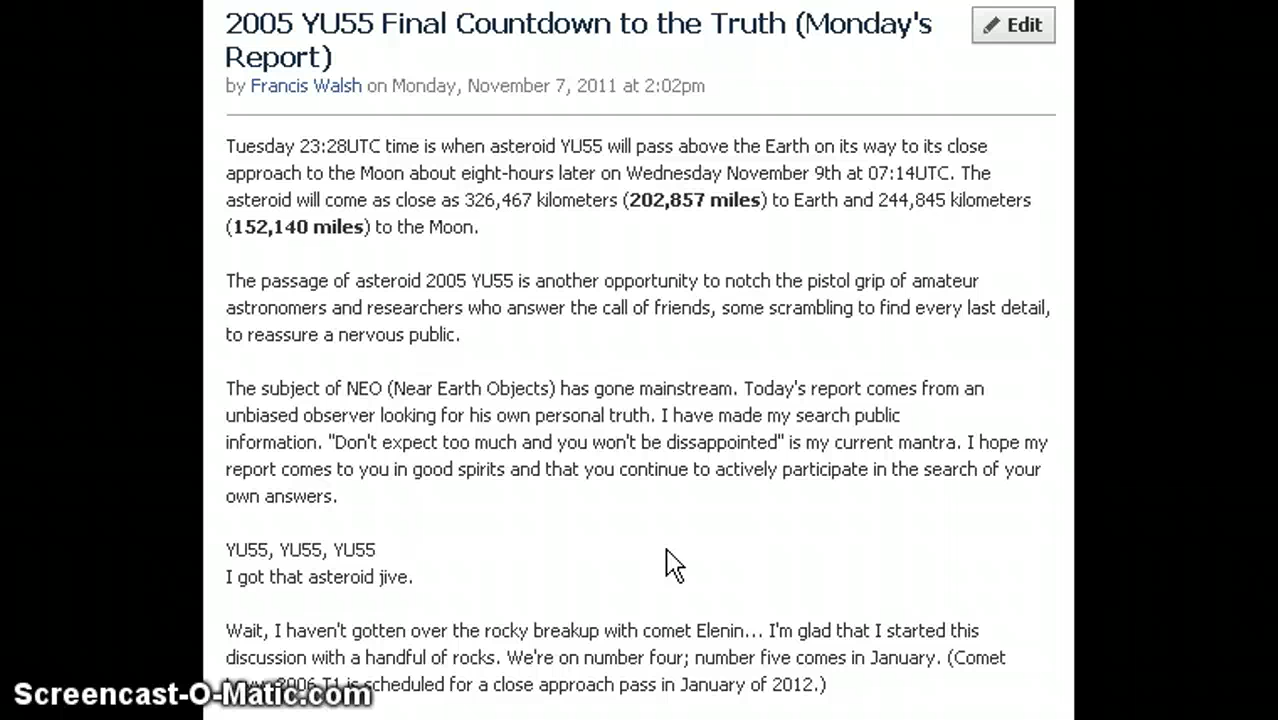 2005 YU55 Final Countdown to the Truth (Monday's
Report)
Edit
by Francis Walsh on Monday, November 7, 2011 at 2:02pm
Tuesday 23:28UTC time is when asteroid YU55 will pass above the Earth on its way to its close
approach to the Moon about eight-hours later on Wednesday November 9th at 07:14UTC. The
asteroid will come as close as 326,467 kilometers (202,857 miles) to Earth and 244,845 kilometers
(152,140 miles) to the Moon.
The passage of asteroid 2005 YU55 is another opportunity to notch the pistol grip of amateur
astronomers and researchers who answer the call of friends, some scrambling to find every last detail,
to reassure a nervous public.
The subject of NEO (Near Earth Objects) has gone mainstream. Today's report comes from an
unbiased observer looking for his own personal truth. I have made my search public
information. "Don't expect too much and you won't be dissappointed" is my current mantra. I hope my
report comes to you in good spirits and that you continue to actively participate in the search of your
own answers.
YU55, YU55, YU55
I got that asteroid jive.
Wait, I haven't gotten over the rocky breakup with comet Elenin... I'm glad that I started this
discussion with a handful of rocks. We're on number four; number five comes in January. (Comet
2006 T1 is scheduled for a close approach pass in January of 2012.)
Screencast-O-Matic.com